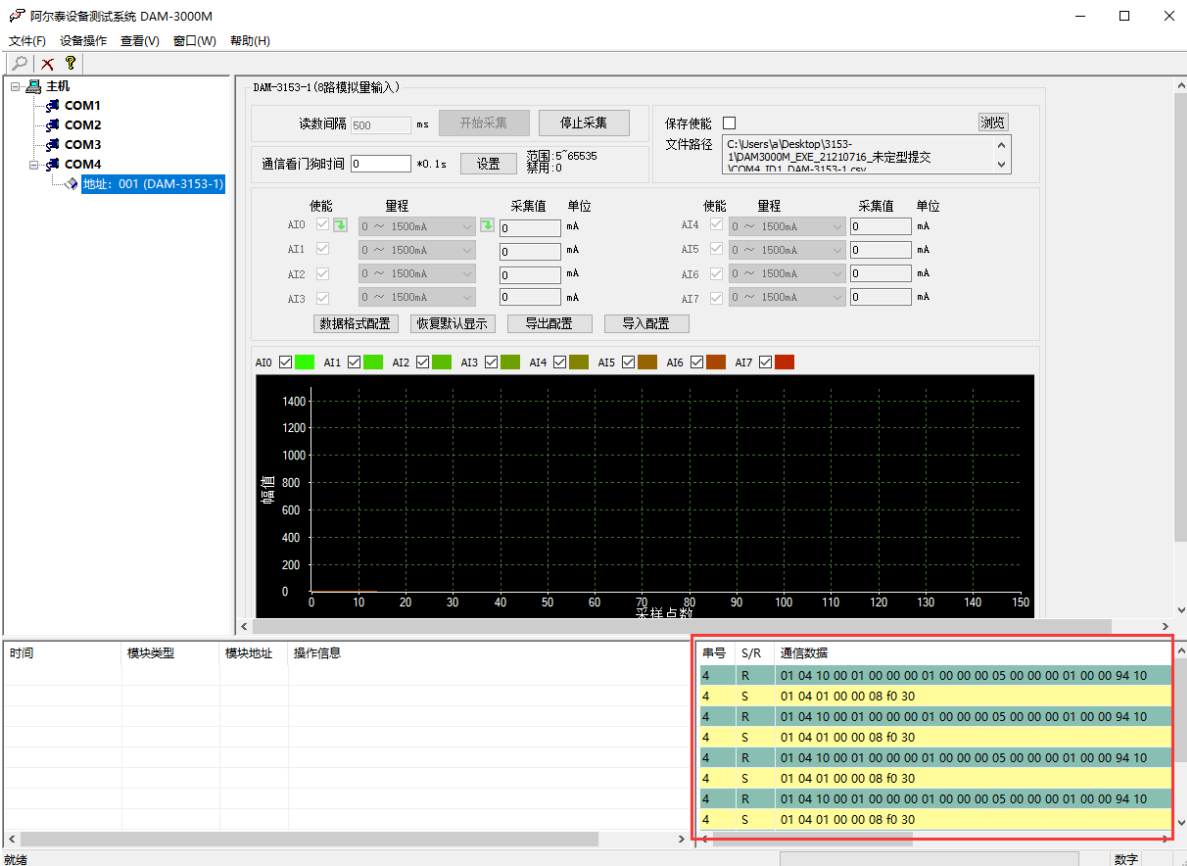 阿尔泰设备测试系统 DAM-3000M
文件(F) 设备操作 查看(V) 窗口(W) 帮助(H)
主机
COM1
COM2
COM3
COM4
地址：001 (DAM-3153-1)
DAM-3153-1(8路模拟量输入)
读数间隔 500 ms 开始采集 停止采集
通信看门狗时间 0 *0.1s 设置 范围:5~65535
禁用:0
保存使能 浏览
文件路径 C:\Users\a\Desktop\3153-
1\DAM3000M_EXE_21210716_未定型提交
\COM4_ID1_DAM-3153-1.csv
使能 量程 采集值 单位 使能 量程 采集值 单位
AI0 0 ～ 1500mA 0 mA AI4 0 ～ 1500mA 0 mA
AI1 0 ～ 1500mA 0 mA AI5 0 ～ 1500mA 0 mA
AI2 0 ～ 1500mA 0 mA AI6 0 ～ 1500mA 0 mA
AI3 0 ～ 1500mA 0 mA AI7 0 ～ 1500mA 0 mA
数据格式配置 恢复默认显示 导出配置 导入配置
AI0 AI1 AI2 AI3 AI4 AI5 AI6 AI7
1400
1200
1000
800
600
400
200
0
幅值
0 10 20 30 40 50 60 70 80 90 100 110 120 130 140 150
采样点数
时间 模块类型 模块地址 操作信息
串号 S/R 通信数据
4 R 01 04 10 00 01 00 00 00 01 00 00 00 05 00 00 00 01 00 00 94 10
4 S 01 04 01 00 00 08 f0 30
4 R 01 04 10 00 01 00 00 00 01 00 00 00 05 00 00 00 01 00 00 94 10
4 S 01 04 01 00 00 08 f0 30
4 R 01 04 10 00 01 00 00 00 01 00 00 00 05 00 00 00 01 00 00 94 10
4 S 01 04 01 00 00 08 f0 30
4 R 01 04 10 00 01 00 00 00 01 00 00 00 05 00 00 00 01 00 00 94 10
4 S 01 04 01 00 00 08 f0 30
就绪
数字